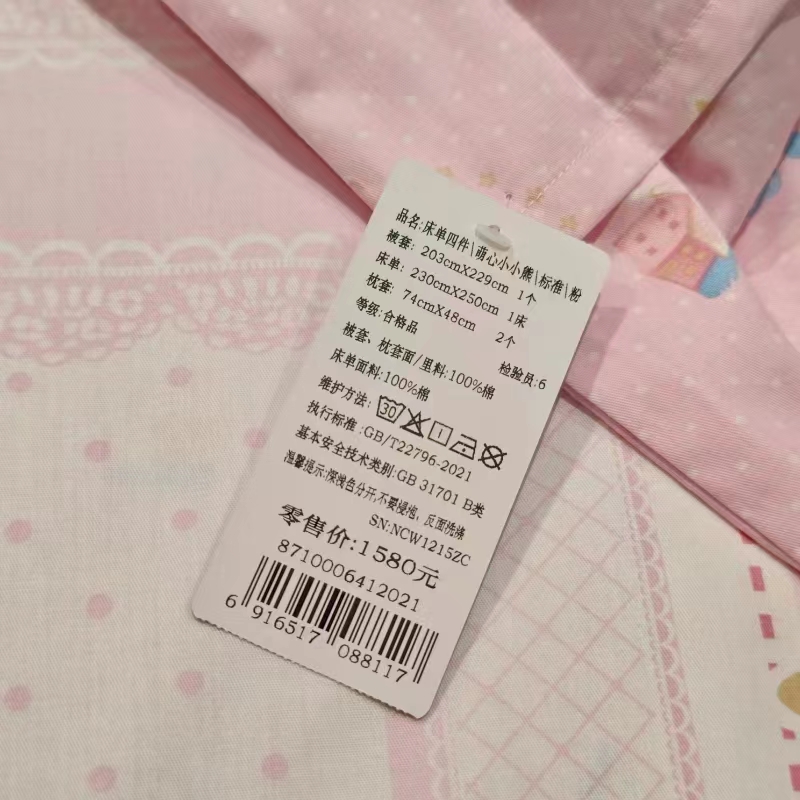 品名:床单四件\萌心小小熊\标准\粉
被套: 203cmX229cm 1个
床单: 230cmX250cm 1床
枕套: 74cmX48cm 2个
等级:合格品 检验员:6
被套、枕套面/里料:100%棉
床单面料:100%棉
维护方法: 30
执行标准:GB/T22796-2021
基本安全技术类别:GB 31701 B类
温馨提示:深浅色分开,不要浸泡, 反面洗涤
SN:NCW1215ZC
零售价:1580元
8710006412021
6 916517 088117